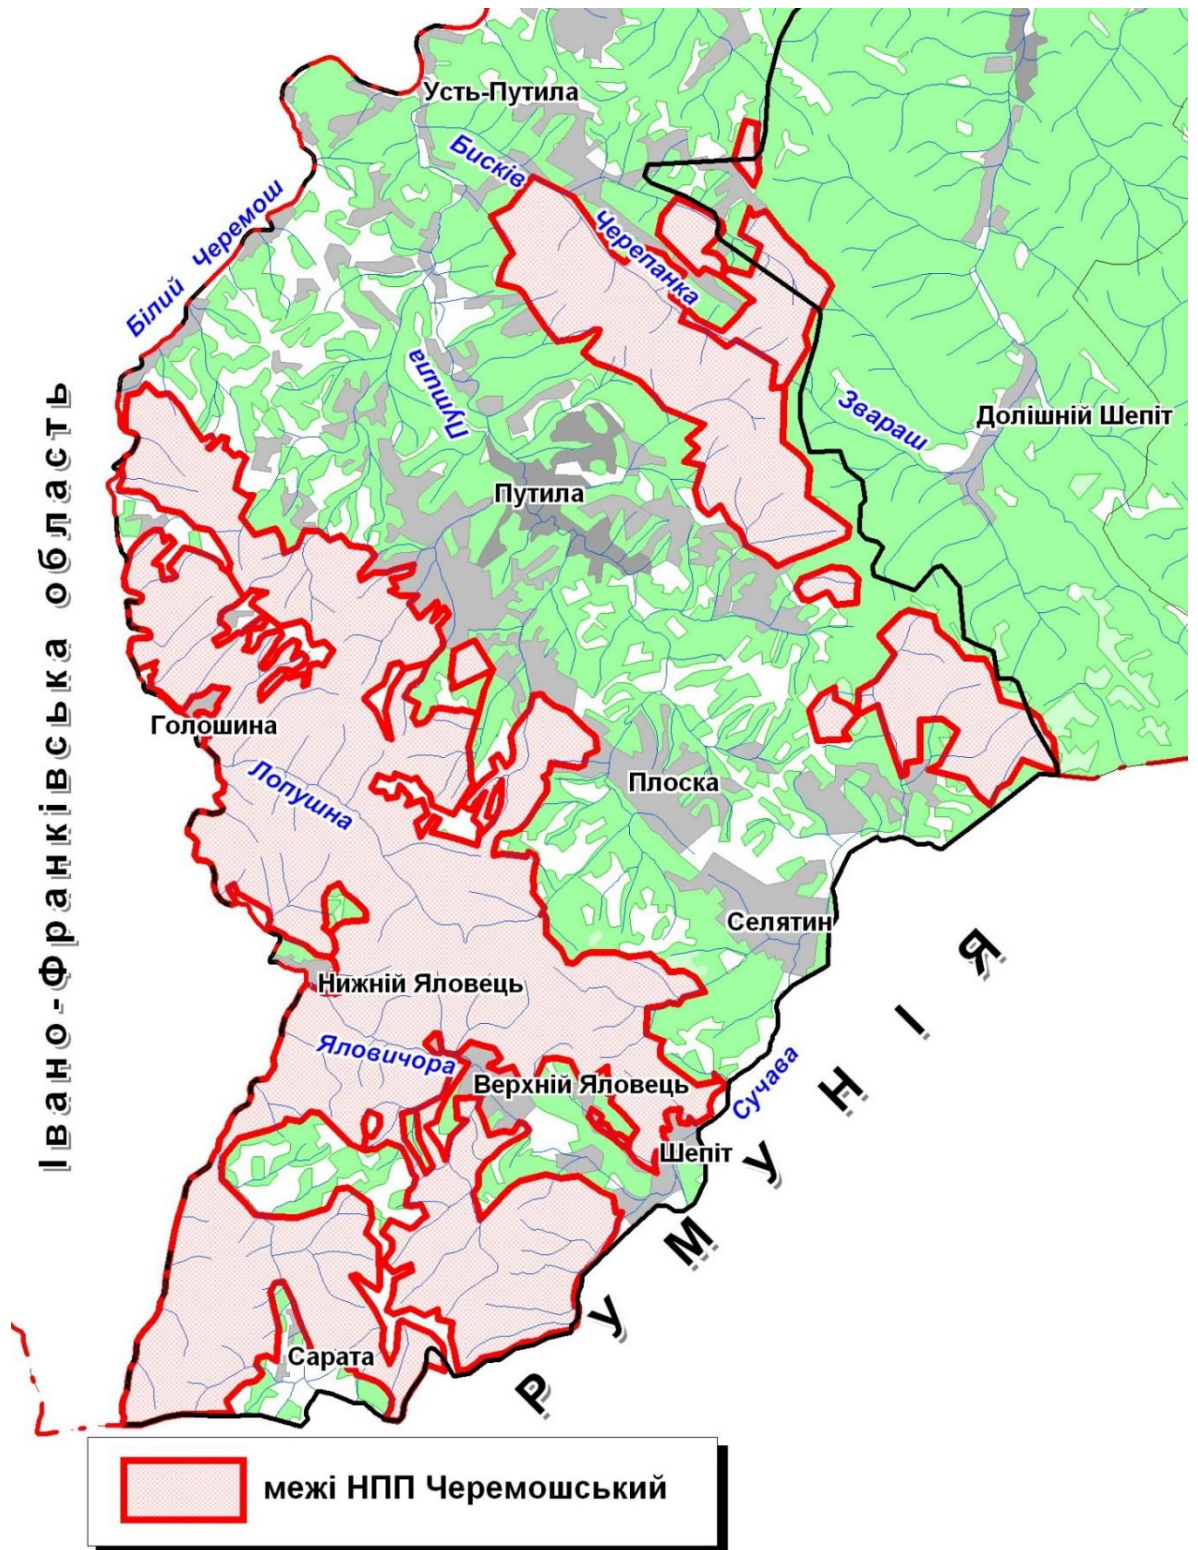 Усть-Путила
Бисків
Черепанка
Білий Черемош
Путила
Звараш
Долішній Шепіт
Путила
Івано-Франківська область
Голошина
Лопушна
Плоска
Селятин
Нижній Яловець
Яловичора
Верхній Яловець
Сучава
Шепіт
РУМУНІЯ
Сарата
межі НПП Черемошський